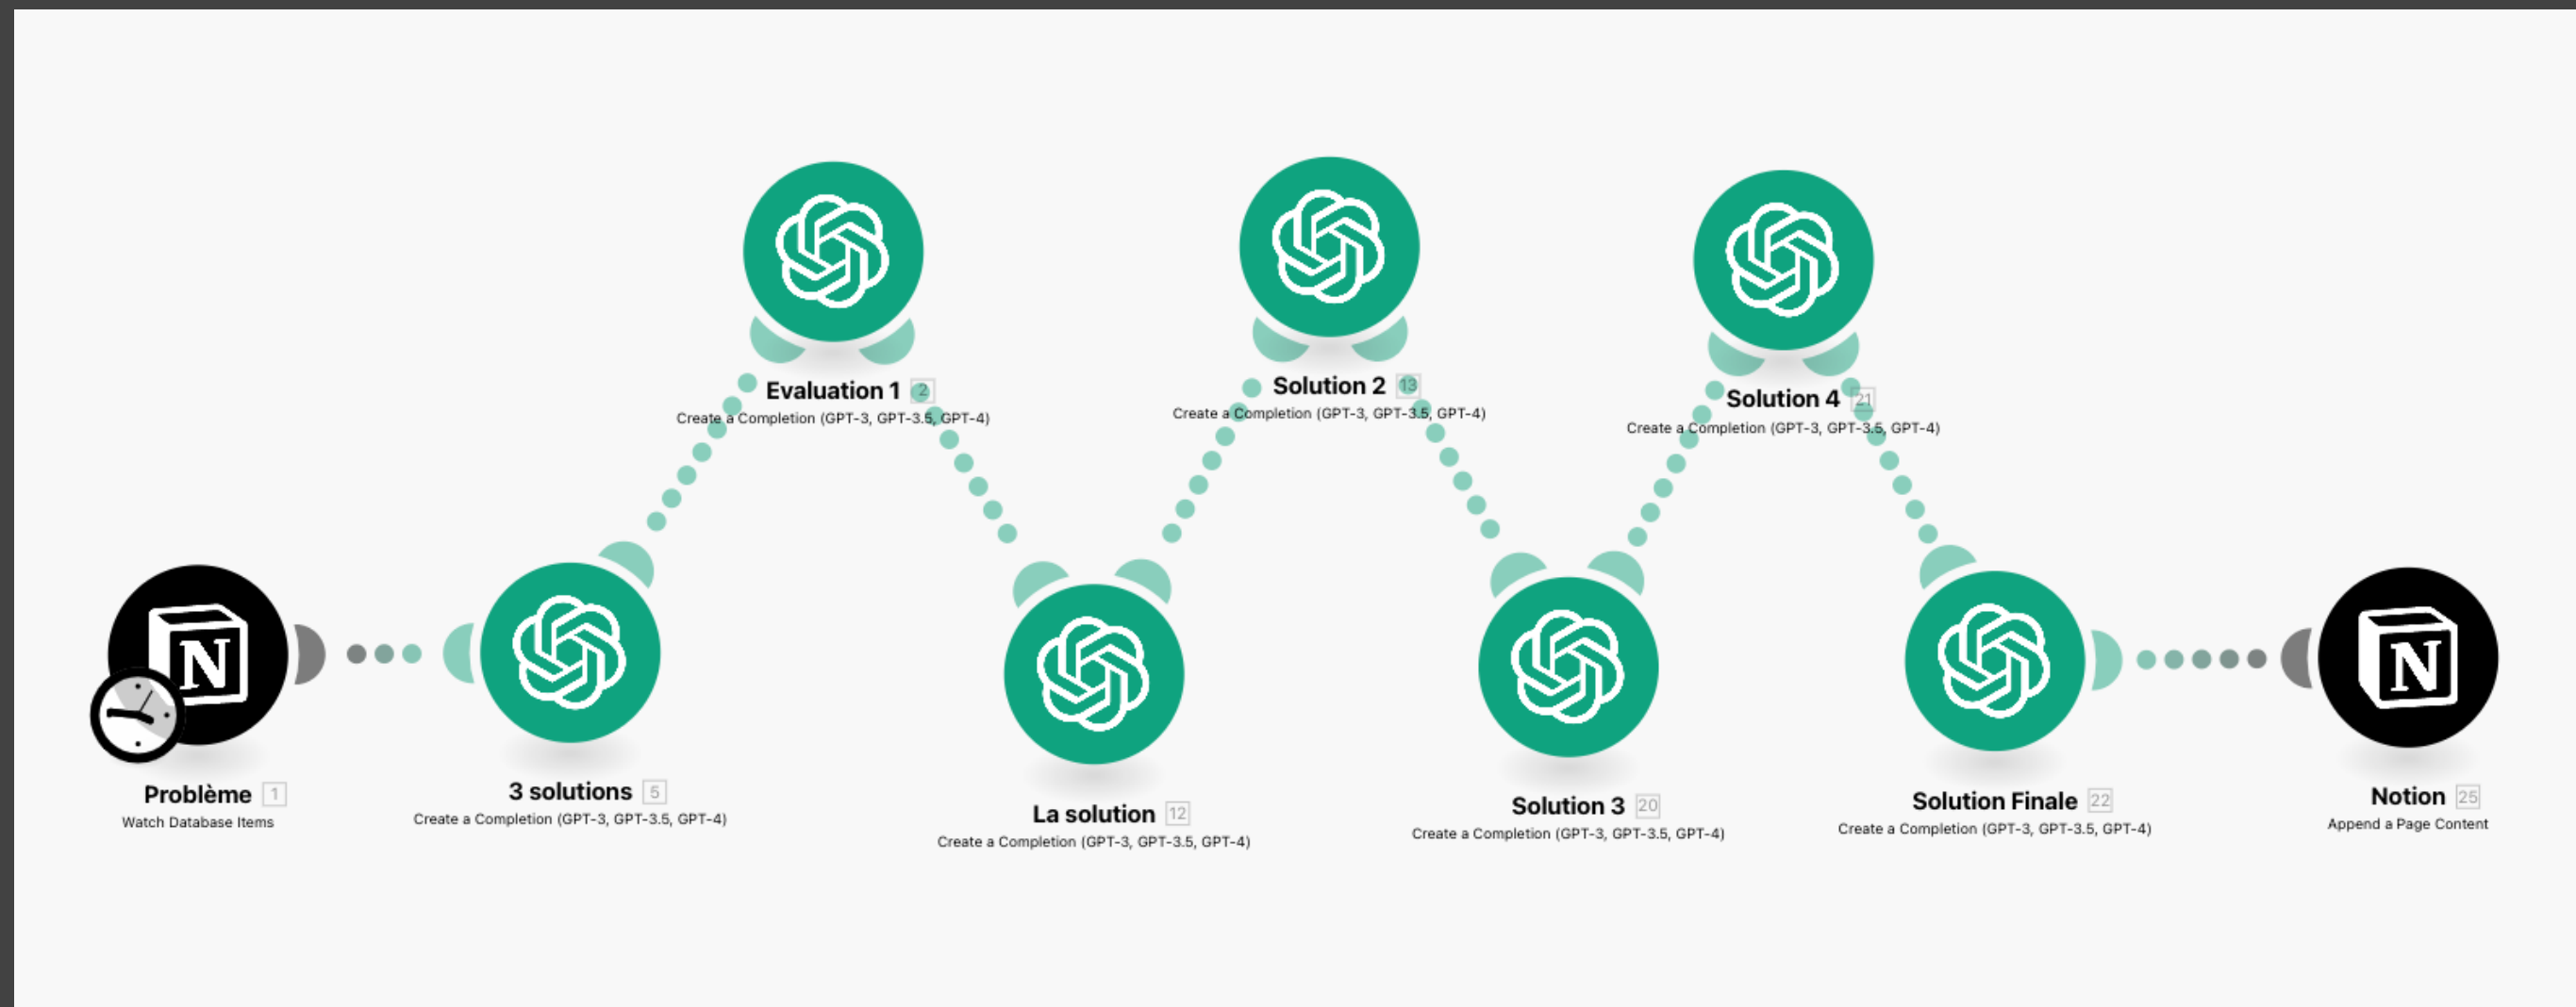 Evaluation 1 2
Create a Completion (GPT-3, GPT-3.5, GPT-4)
Solution 2 13
Create a Completion (GPT-3, GPT-3.5, GPT-4)
Solution 4 21
Create a Completion (GPT-3, GPT-3.5, GPT-4)
N
Problème 1
Watch Database Items
3 solutions 5
Create a Completion (GPT-3, GPT-3.5, GPT-4)
La solution 12
Create a Completion (GPT-3, GPT-3.5, GPT-4)
Solution 3 20
Create a Completion (GPT-3, GPT-3.5, GPT-4)
Solution Finale 22
Create a Completion (GPT-3, GPT-3.5, GPT-4)
N
Notion 25
Append a Page Content